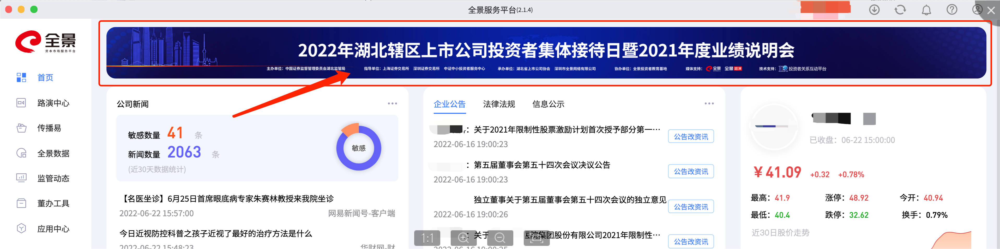 全景服务平台(2.1.4)
全景
资本市场服务平台
首页
路演中心
传播易
全景数据
监管动态
董办工具
应用中心
2022年湖北辖区上市公司投资者集体接待日暨2021年度业绩说明会
主办单位：中国证券监督管理委员会湖北监管局 指导单位：上海证券交易所 深圳证券交易所 中证中小投资者服务中心 承办单位：湖北省上市公司协会 深圳市全景网络有限公司 协办单位：全景投资者教育基地 媒体支持：全景 全景路演 技术支持：IR投资者关系互动平台
公司新闻
敏感数量 41 条
新闻数量 2063 条
(近30天数据统计)
敏感
【名医坐诊】6月25日首席眼底病专家朱赛林教授来我院坐诊
2022-06-22 15:57:00 网易新闻号-客户端
今日近视防控科普之孩子近视了最好的治疗方法是什么
2022-06-22 15:48:23 华财网-财
企业公告 法律法规 信息公示
：关于2021年限制性股票激励计划首次授予部分第一…
2022-06-16 19:00:23
公告改资讯
：第五届董事会第五十四次会议决议公告
2022-06-16 19:00:23
公告改资讯
独立董事关于第五届董事会第五十四次会议的独立意见
2022-06-16 19:00:26
公告改资讯
：关于 医院集团股份有限公司2021年限制性…
2022-06-16 19:00:25
公告改资讯
1:1
已收盘：06-22 15:00:00
￥41.09 +0.32 +0.78%
最高：41.9 涨停：48.92 今开：40.94
最低：40.4 跌停：32.62 换手：0.79%
近30日股价走势